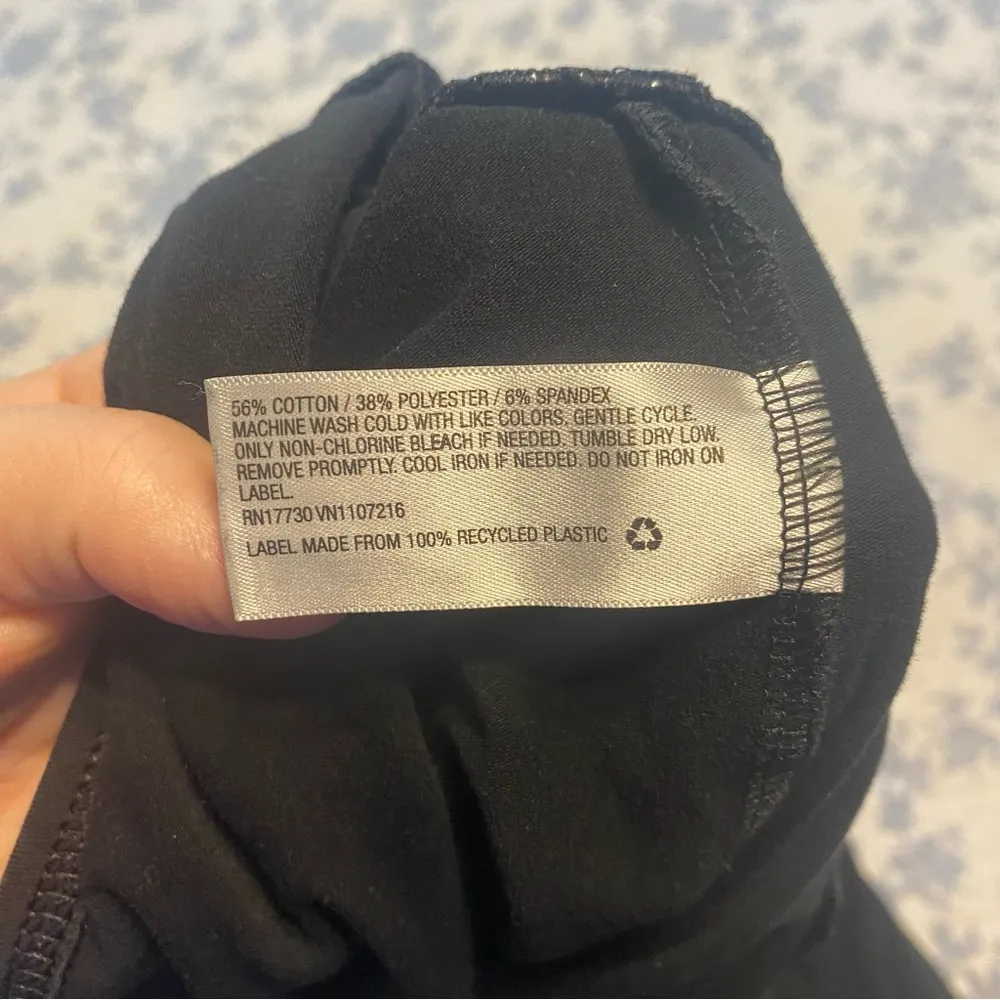 56% COTTON / 38% POLYESTER / 6% SPANDEX
MACHINE WASH COLD WITH LIKE COLORS. GENTLE CYCLE.
ONLY NON-CHLORINE BLEACH IF NEEDED. TUMBLE DRY LOW.
REMOVE PROMPTLY. COOL IRON IF NEEDED. DO NOT IRON ON
LABEL.
RN17730 VN1107216
LABEL MADE FROM 100% RECYCLED PLASTIC